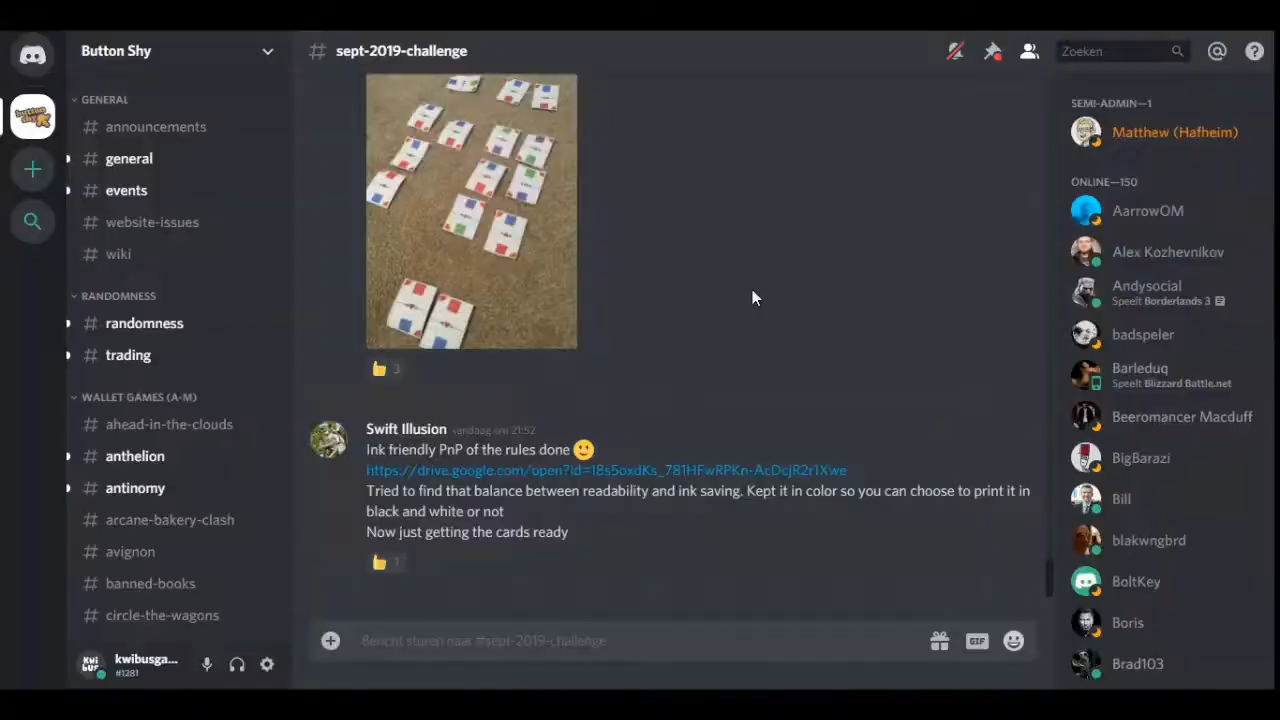 Button Shy
GENERAL
# announcements
# general
# events
# website-issues
# wiki
RANDOMNESS
# randomness
# trading
WALLET GAMES (A-M)
# ahead-in-the-clouds
# anthelion
# antinomy
# arcane-bakery-clash
# avignon
# banned-books
# circle-the-wagons
kwibusga...
#1281
# sept-2019-challenge
3
Swift Illusion vandaag om 21:52
Ink friendly PnP of the rules done
https://drive.google.com/open?id=18s5oxdKs_781HFwRPKn-AcDcjR2r1Xwe
Tried to find that balance between readability and ink saving. Kept it in color so you can choose to print it in
black and white or not
Now just getting the cards ready
1
Bericht sturen naar #sept-2019-challenge
GIF
Zoeken
SEMI-ADMIN—1
Matthew (Hafheim)
ONLINE—150
AarrowOM
Alex Kozhevnikov
Andysocial
Speelt Borderlands 3
badspeler
Barleduq
Speelt Blizzard Battle.net
Beeromancer Macduff
BigBarazi
Bill
blakwngbrd
BoltKey
Boris
Brad103